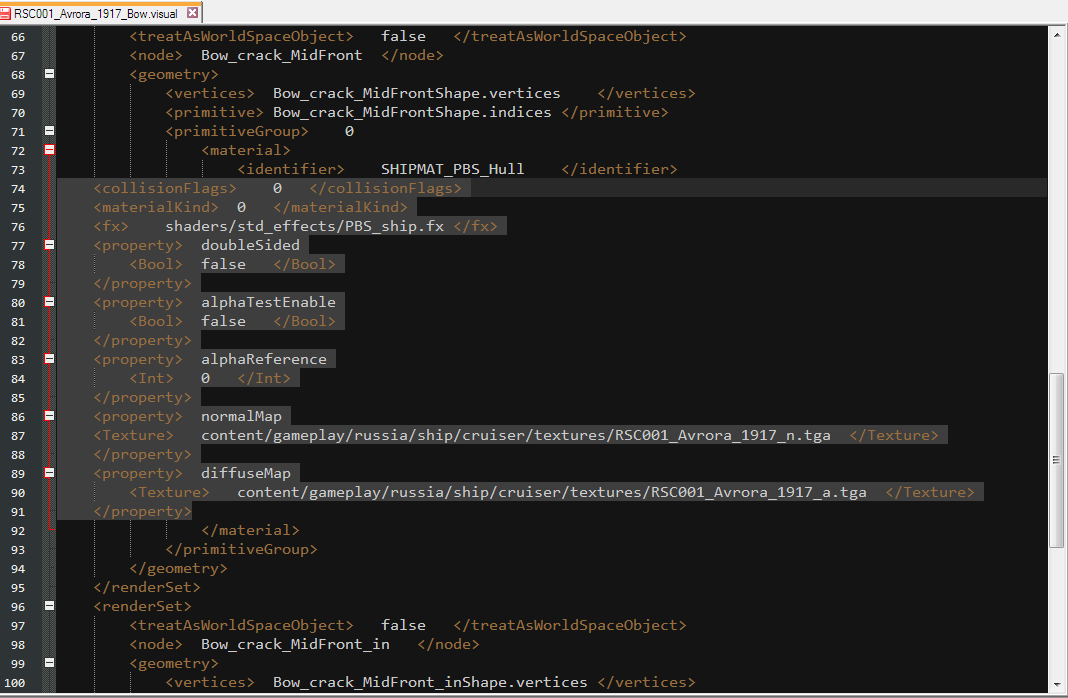 RSC001_Avrora_1917_Bow.visual
66 <treatAsWorldSpaceObject> false </treatAsWorldSpaceObject>
67 <node> Bow_crack_MidFront </node>
68 <geometry>
69 <vertices> Bow_crack_MidFrontShape.vertices </vertices>
70 <primitive> Bow_crack_MidFrontShape.indices </primitive>
71 <primitiveGroup> 0
72 <material>
73 <identifier> SHIPMAT_PBS_Hull </identifier>
74 <collisionFlags> 0 </collisionFlags>
75 <materialKind> 0 </materialKind>
76 <fx> shaders/std_effects/PBS_ship.fx </fx>
77 <property> doubleSided
78 <Bool> false </Bool>
79 </property>
80 <property> alphaTestEnable
81 <Bool> false </Bool>
82 </property>
83 <property> alphaReference
84 <Int> 0 </Int>
85 </property>
86 <property> normalMap
87 <Texture> content/gameplay/russia/ship/cruiser/textures/RSC001_Avrora_1917_n.tga </Texture>
88 </property>
89 <property> diffuseMap
90 <Texture> content/gameplay/russia/ship/cruiser/textures/RSC001_Avrora_1917_a.tga </Texture>
91 </property>
92 </material>
93 </primitiveGroup>
94 </geometry>
95 </renderSet>
96 <renderSet>
97 <treatAsWorldSpaceObject> false </treatAsWorldSpaceObject>
98 <node> Bow_crack_MidFront_in </node>
99 <geometry>
100 <vertices> Bow_crack_MidFront_inShape.vertices </vertices>